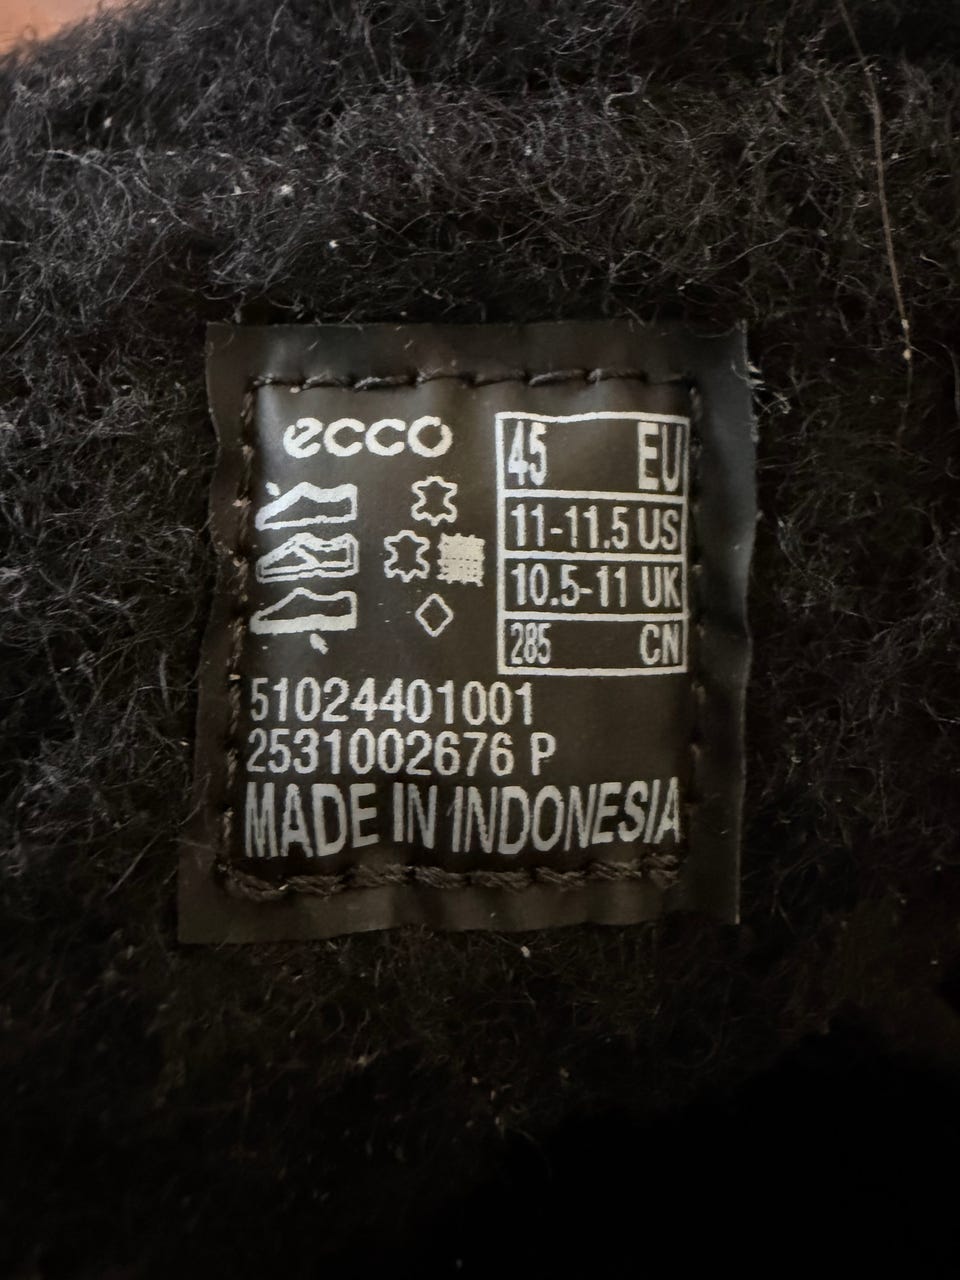 ecco
45 EU
11-11.5 US
10.5-11 UK
285 CN
51024401001
2531002676 P
MADE IN INDONESIA